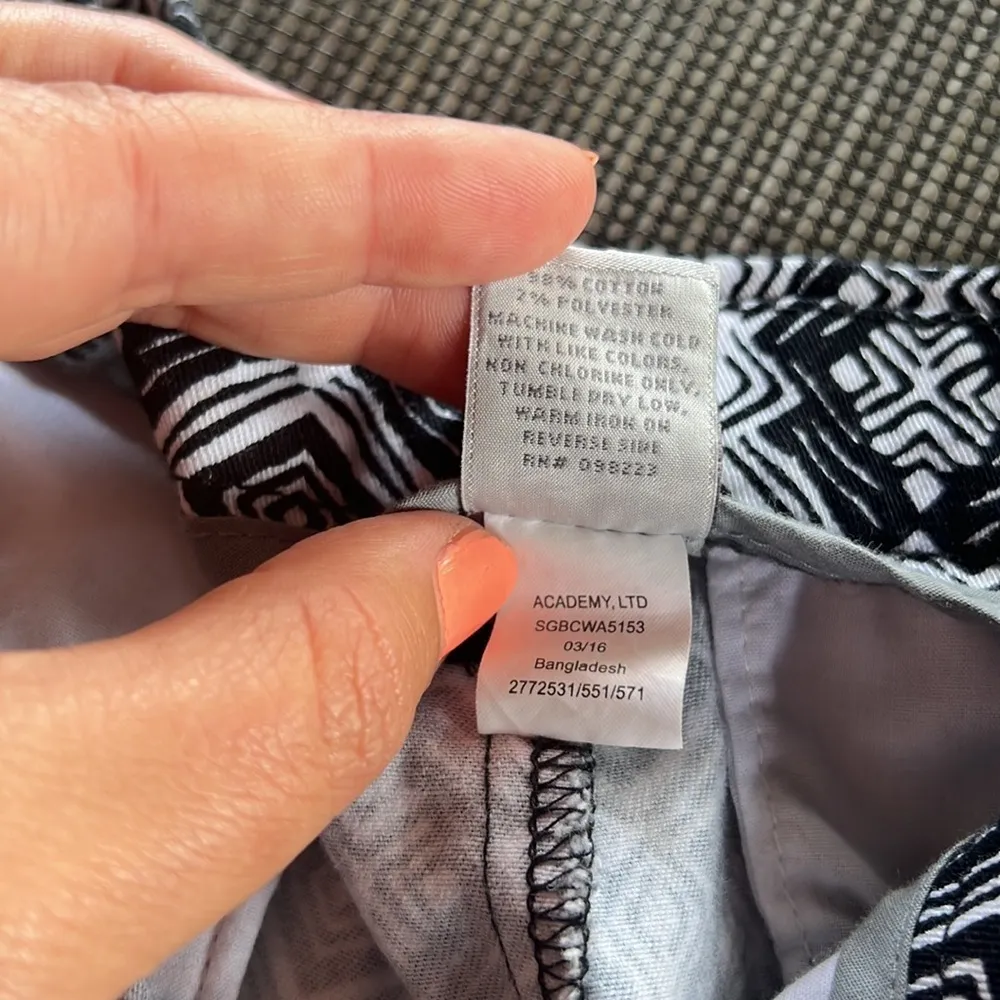 98% COTTON
2% POLYESTER
MACHINE WASH COLD
WITH LIKE COLORS.
NON CHLORINE ONLY.
TUMBLE DRY LOW.
WARM IRON ON
REVERSE SIDE
RN# 098223
ACADEMY, LTD
SGBCWA5153
03/16
Bangladesh
2772531/551/571